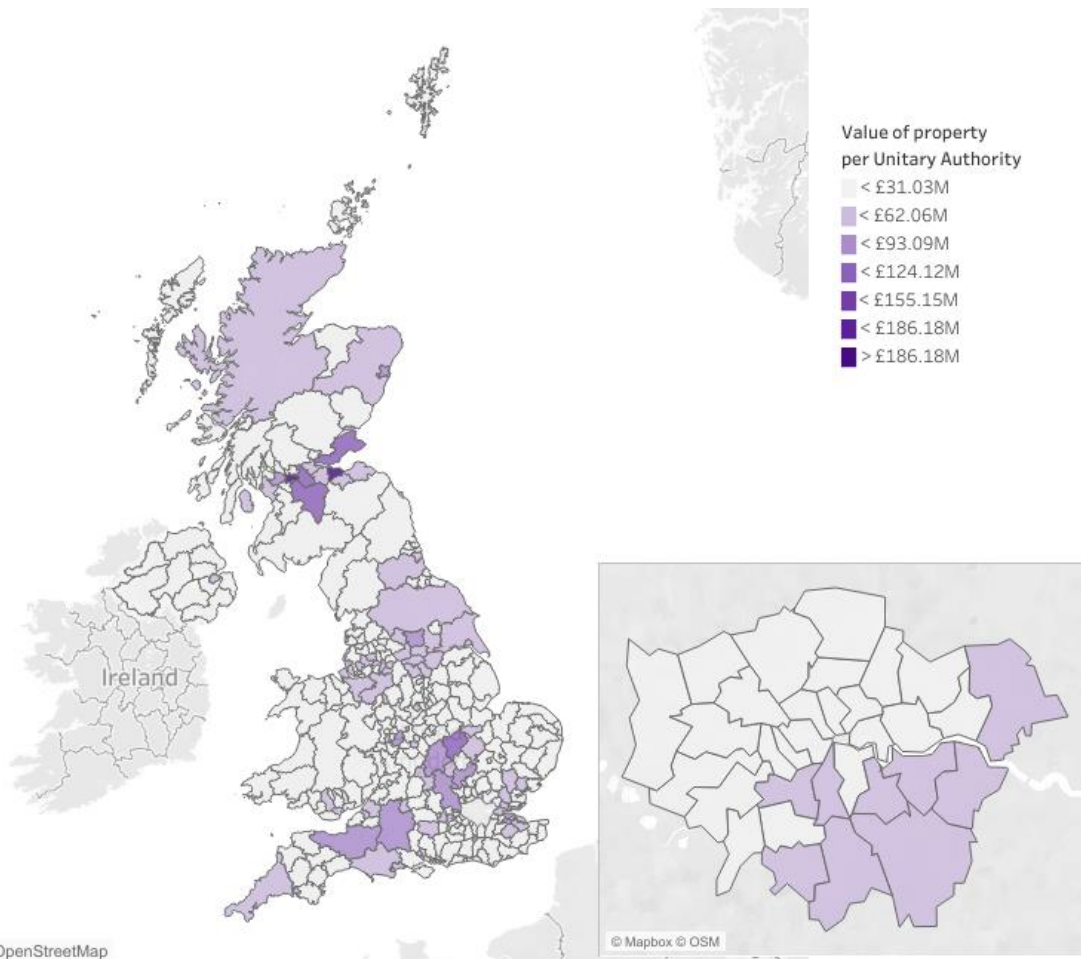 Value of property
per Unitary Authority
< £31.03M
< £62.06M
< £93.09M
< £124.12M
< £155.15M
< £186.18M
> £186.18M
Ireland
© Mapbox © OSM
OpenStreetMap